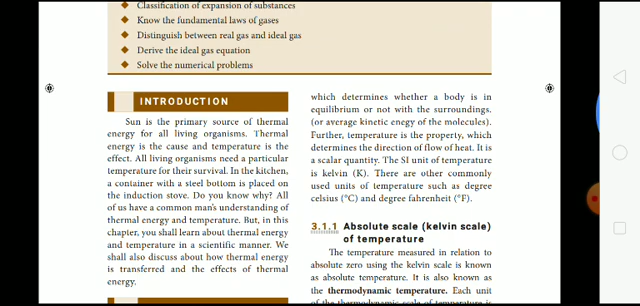 Classification of expansion of substances
Know the fundamental laws of gases
Distinguish between real gas and ideal gas
Derive the ideal gas equation
Solve the numerical problems
INTRODUCTION
Sun is the primary source of thermal
energy for all living organisms. Thermal
energy is the cause and temperature is the
effect. All living organisms need a particular
temperature for their survival. In the kitchen,
a container with a steel bottom is placed on
the induction stove. Do you know why? All
of us have a common man's understanding of
thermal energy and temperature. But, in this
chapter, you shall learn about thermal energy
and temperature in a scientific manner. We
shall also discuss about how thermal energy
is transferred and the effects of thermal
energy.
which determines whether a body is in
equilibrium or not with the surroundings.
(or average kinetic enegy of the molecules).
Further, temperature is the property, which
determines the direction of flow of heat. It is
a scalar quantity. The SI unit of temperature
is kelvin (K). There are other commonly
used units of temperature such as degree
celsius (°C) and degree fahrenheit (°F).
3.1.1 Absolute scale (kelvin scale)
of temperature
The temperature measured in relation to
absolute zero using the kelvin scale is known
as absolute temperature. It is also known as
the thermodynamic temperature. Each unit
of the thermodynamic scale of temperature is